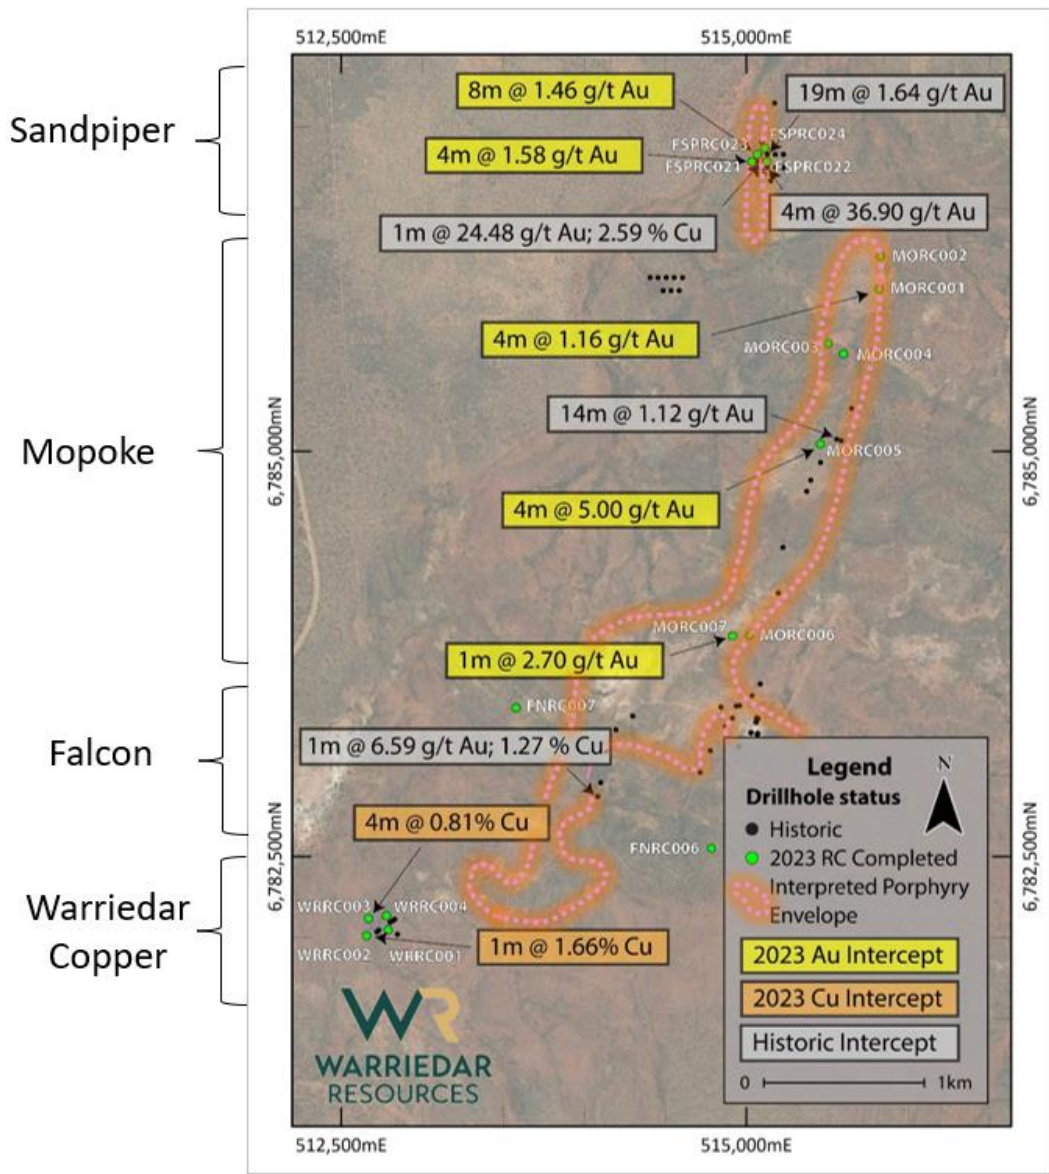 512,500mE
515,000mE
Sandpiper
8m @ 1.46 g/t Au
19m @ 1.64 g/t Au
FSPRC023
FSPRC024
4m @ 1.58 g/t Au
FSPRC021
FSPRC022
1m @ 24.48 g/t Au; 2.59 % Cu
4m @ 36.90 g/t Au
Mopoke
MORC002
MORC001
4m @ 1.16 g/t Au
MORC003
MORC004
14m @ 1.12 g/t Au
6,785,000mN
6,785,000mN
MORC005
4m @ 5.00 g/t Au
MORC007
MORC006
1m @ 2.70 g/t Au
Falcon
FNRC007
1m @ 6.59 g/t Au; 1.27 % Cu
4m @ 0.81% Cu
FNRC006
6,782,500mN
6,782,500mN
Warriedar
Copper
WRRC003
WRRC004
WRRC002
WRRC001
1m @ 1.66% Cu
Legend
N
Drillhole status
Historic
2023 RC Completed
Interpreted Porphyry
Envelope
2023 Au Intercept
2023 Cu Intercept
Historic Intercept
0
1km
WR
WARRIEDAR
RESOURCES
512,500mE
515,000mE